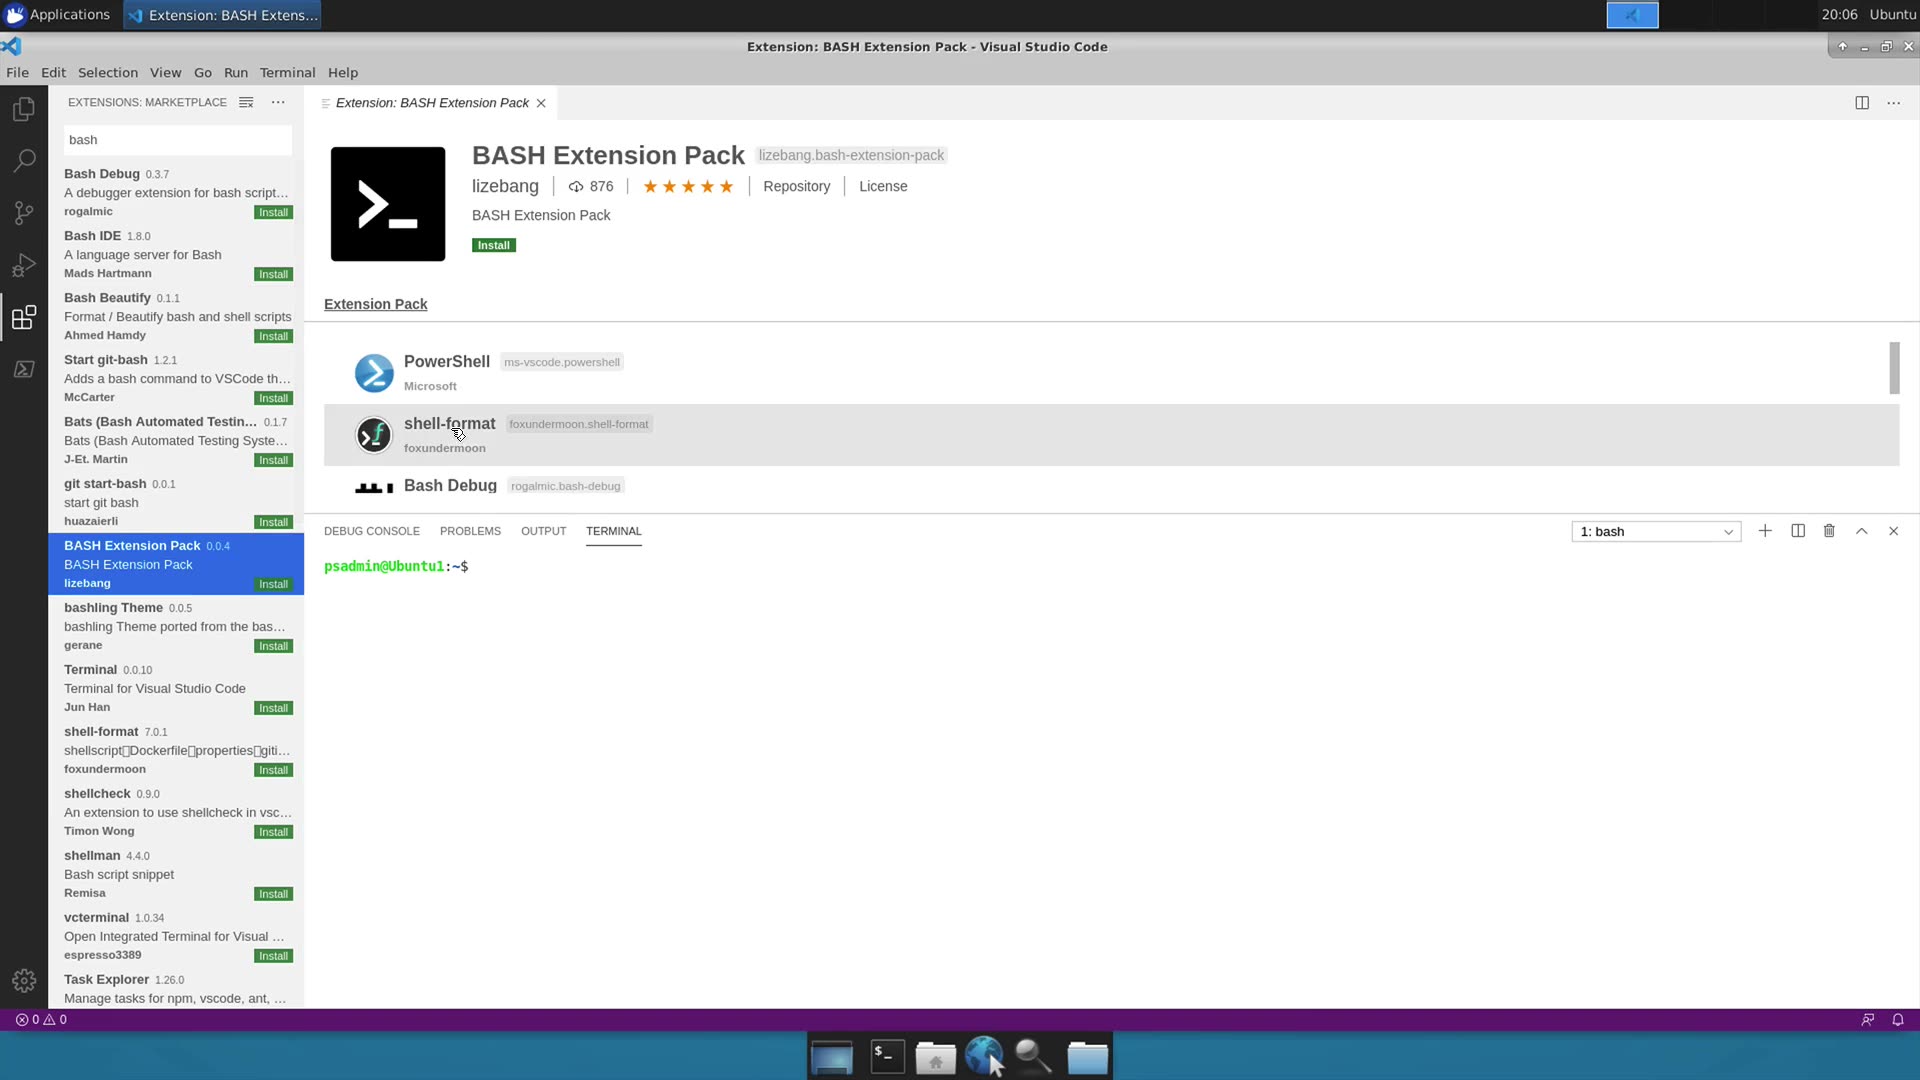 Applications
Extension: BASH Extens...
20:06
Ubuntu
Extension: BASH Extension Pack - Visual Studio Code
File Edit Selection View Go Run Terminal Help
EXTENSIONS: MARKETPLACE
bash
Bash Debug 0.3.7
A debugger extension for bash script...
rogalmic Install
Bash IDE 1.8.0
A language server for Bash
Mads Hartmann Install
Bash Beautify 0.1.1
Format / Beautify bash and shell scripts
Ahmed Hamdy Install
Start git-bash 1.2.1
Adds a bash command to VSCode th...
McCarter Install
Bats (Bash Automated Testin... 0.1.7
Bats (Bash Automated Testing Syste...
J-Et. Martin Install
git start-bash 0.0.1
start git bash
huazaierli Install
BASH Extension Pack 0.0.4
BASH Extension Pack
lizebang Install
bashling Theme 0.0.5
bashling Theme ported from the bas...
gerane Install
Terminal 0.0.10
Terminal for Visual Studio Code
Jun Han Install
shell-format 7.0.1
shellscript▯Dockerfile▯properties▯giti...
foxundermoon Install
shellcheck 0.9.0
An extension to use shellcheck in vsc...
Timon Wong Install
shellman 4.4.0
Bash script snippet
Remisa Install
vcterminal 1.0.34
Open Integrated Terminal for Visual ...
espresso3389 Install
Task Explorer 1.26.0
Manage tasks for npm, vscode, ant, ...
Extension: BASH Extension Pack
BASH Extension Pack lizebang.bash-extension-pack
lizebang 876 Repository License
BASH Extension Pack
Install
Extension Pack
PowerShell ms-vscode.powershell
Microsoft
shell-format foxundermoon.shell-format
foxundermoon
Bash Debug rogalmic.bash-debug
DEBUG CONSOLE PROBLEMS OUTPUT TERMINAL
1: bash
psadmin@Ubuntu1:~$
0 0
$_